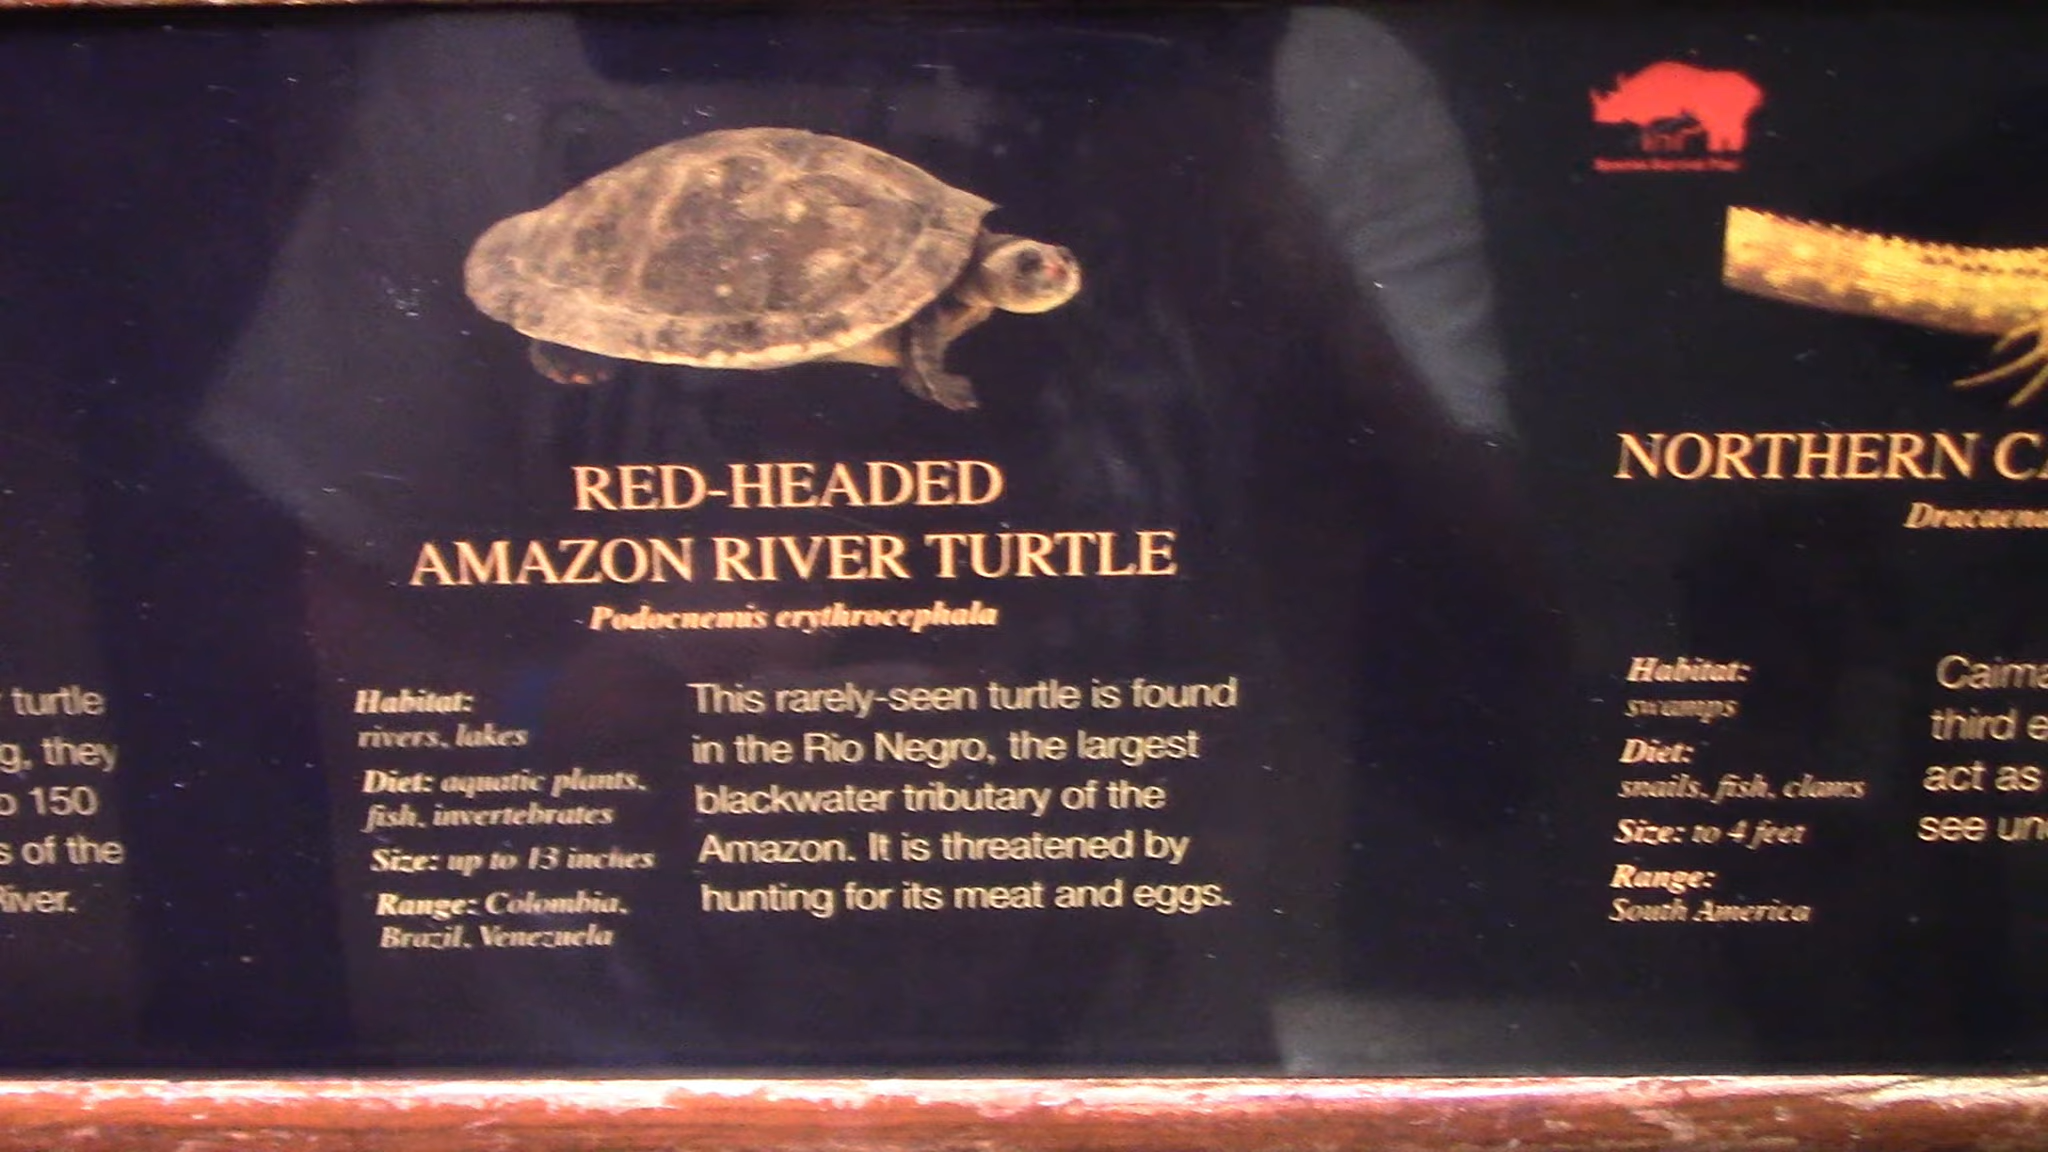 turtle
they
150
of the
River.
RED-HEADED
AMAZON RIVER TURTLE
Podocnemis erythrocephala
Habitat:
rivers, lakes
Diet: aquatic plants,
fish, invertebrates
Size: up to 13 inches
Range: Colombia,
Brazil, Venezuela
This rarely-seen turtle is found
in the Rio Negro, the largest
blackwater tributary of the
Amazon. It is threatened by
hunting for its meat and eggs.
NORTHERN
Habitat:
swamps
Diet:
snails, fish, clams
Size: to 4 feet
Range:
South America
third
act as
see